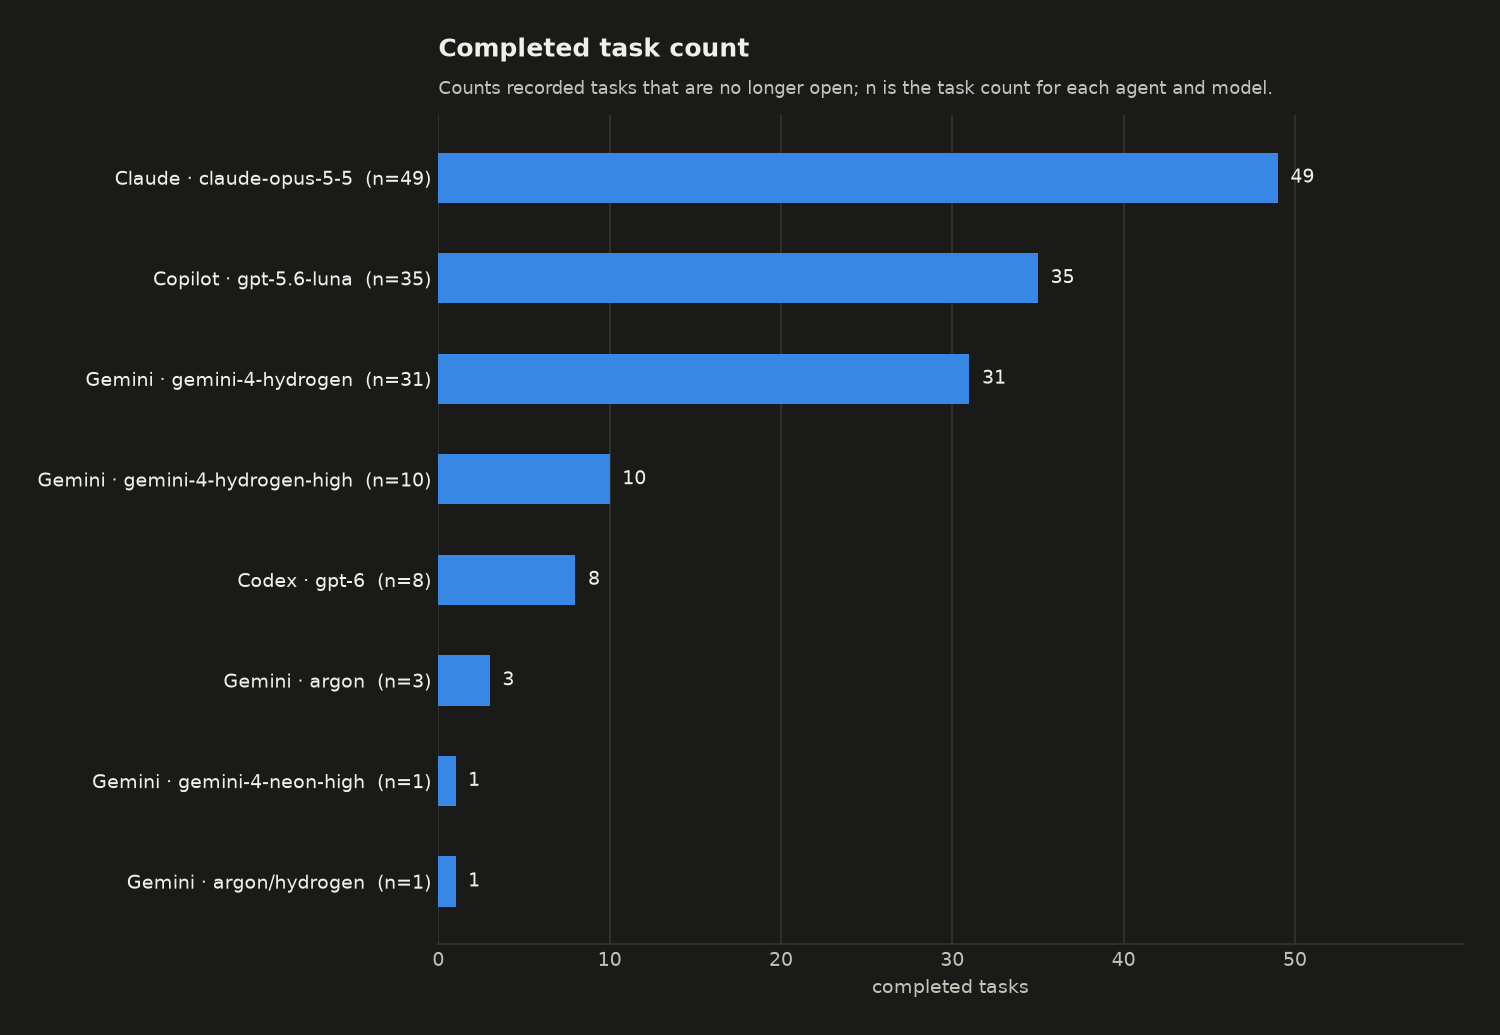 Completed task count
Counts recorded tasks that are no longer open; n is the task count for each agent and model.
Claude · claude-opus-5-5 (n=49)
49
Copilot · gpt-5.6-luna (n=35)
35
Gemini · gemini-4-hydrogen (n=31)
31
Gemini · gemini-4-hydrogen-high (n=10)
10
Codex · gpt-6 (n=8)
8
Gemini · argon (n=3)
3
Gemini · gemini-4-neon-high (n=1)
1
Gemini · argon/hydrogen (n=1)
1
0 10 20 30 40 50
completed tasks